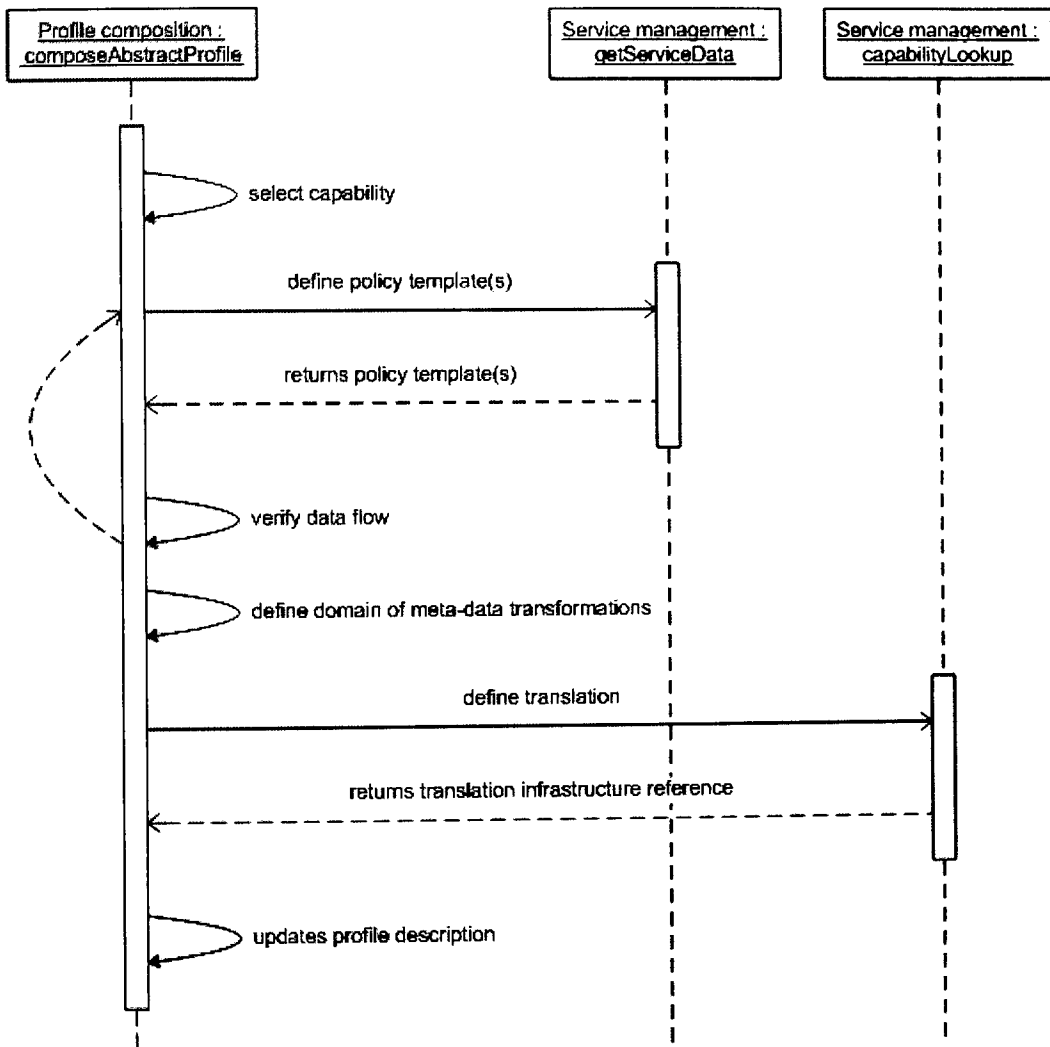 Profile composition :
composeAbstractProfile
Service management :
getServiceData
Service management :
capabilityLookup
select capability
define policy template(s)
returns policy template(s)
verify data flow
define domain of meta-data transformations
define translation
returns translation infrastructure reference
updates profile description